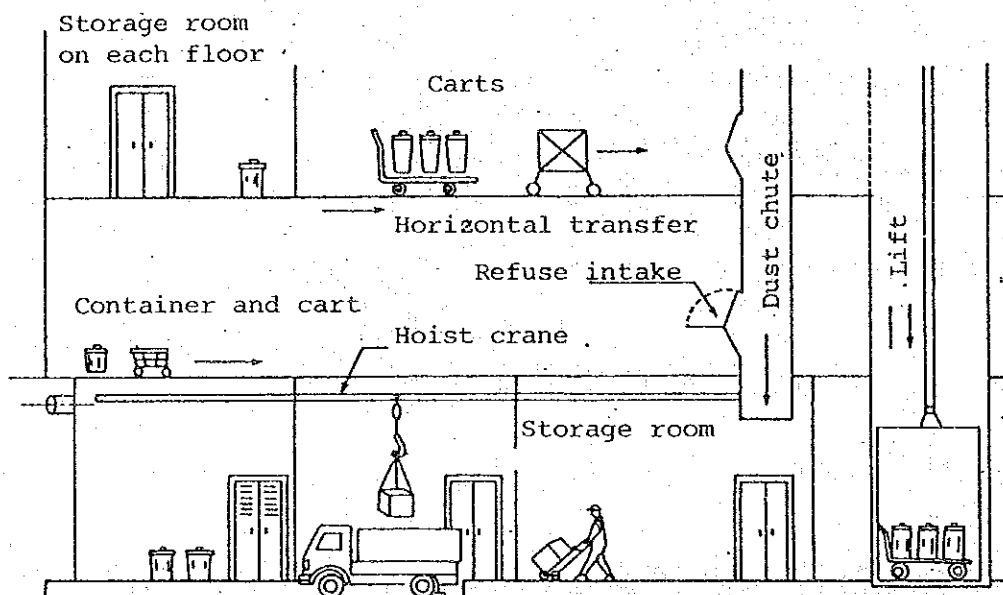 Storage room
on each floor
Carts
Horizontal transfer
Dust chute
Lift
Refuse intake
Container and cart
Hoist crane
Storage room